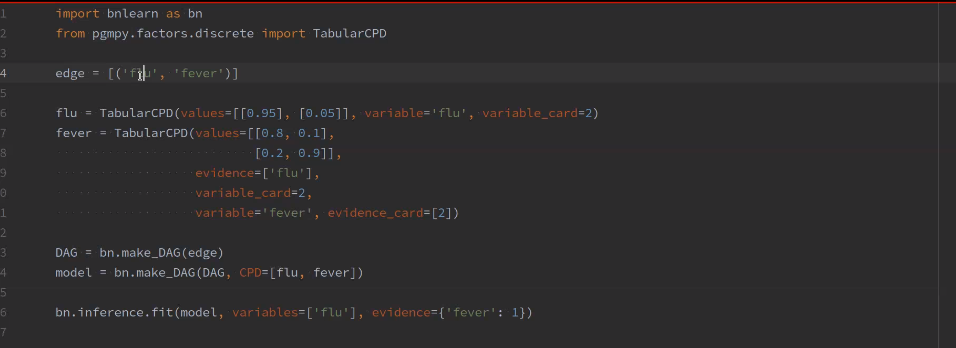 1 import bnlearn as bn
2 from pgmpy.factors.discrete import TabularCPD
3
4 edge = [('flu', 'fever')]
5
6 flu = TabularCPD(values=[[0.95], [0.05]], variable='flu', variable_card=2)
7 fever = TabularCPD(values=[[0.8, 0.1],
8 [0.2, 0.9]],
9 evidence=['flu'],
0 variable_card=2,
1 variable='fever', evidence_card=[2])
2
3 DAG = bn.make_DAG(edge)
4 model = bn.make_DAG(DAG, CPD=[flu, fever])
5
6 bn.inference.fit(model, variables=['flu'], evidence={'fever': 1})
7